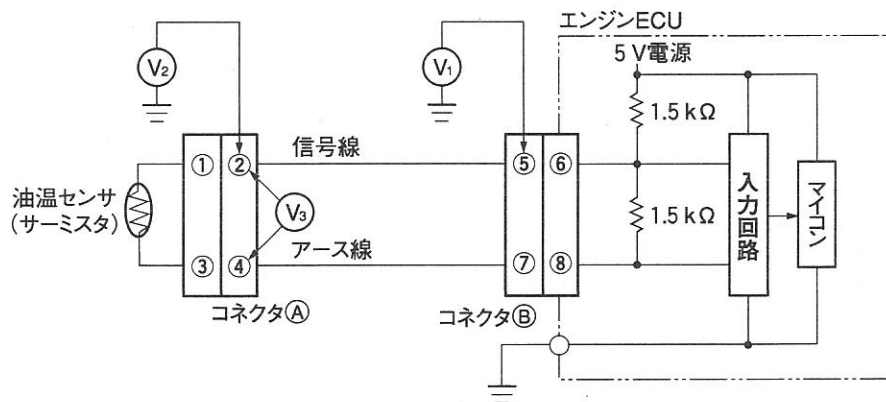 エンジンECU
5V電源
V₂
V₁
1.5 kΩ
信号線
① ② ⑤ ⑥
油温センサ
(サーミスタ)
V₃
1.5 kΩ
入力回路
マイコン
アース線
③ ④ ⑦ ⑧
コネクタⒶ
コネクタⒷ